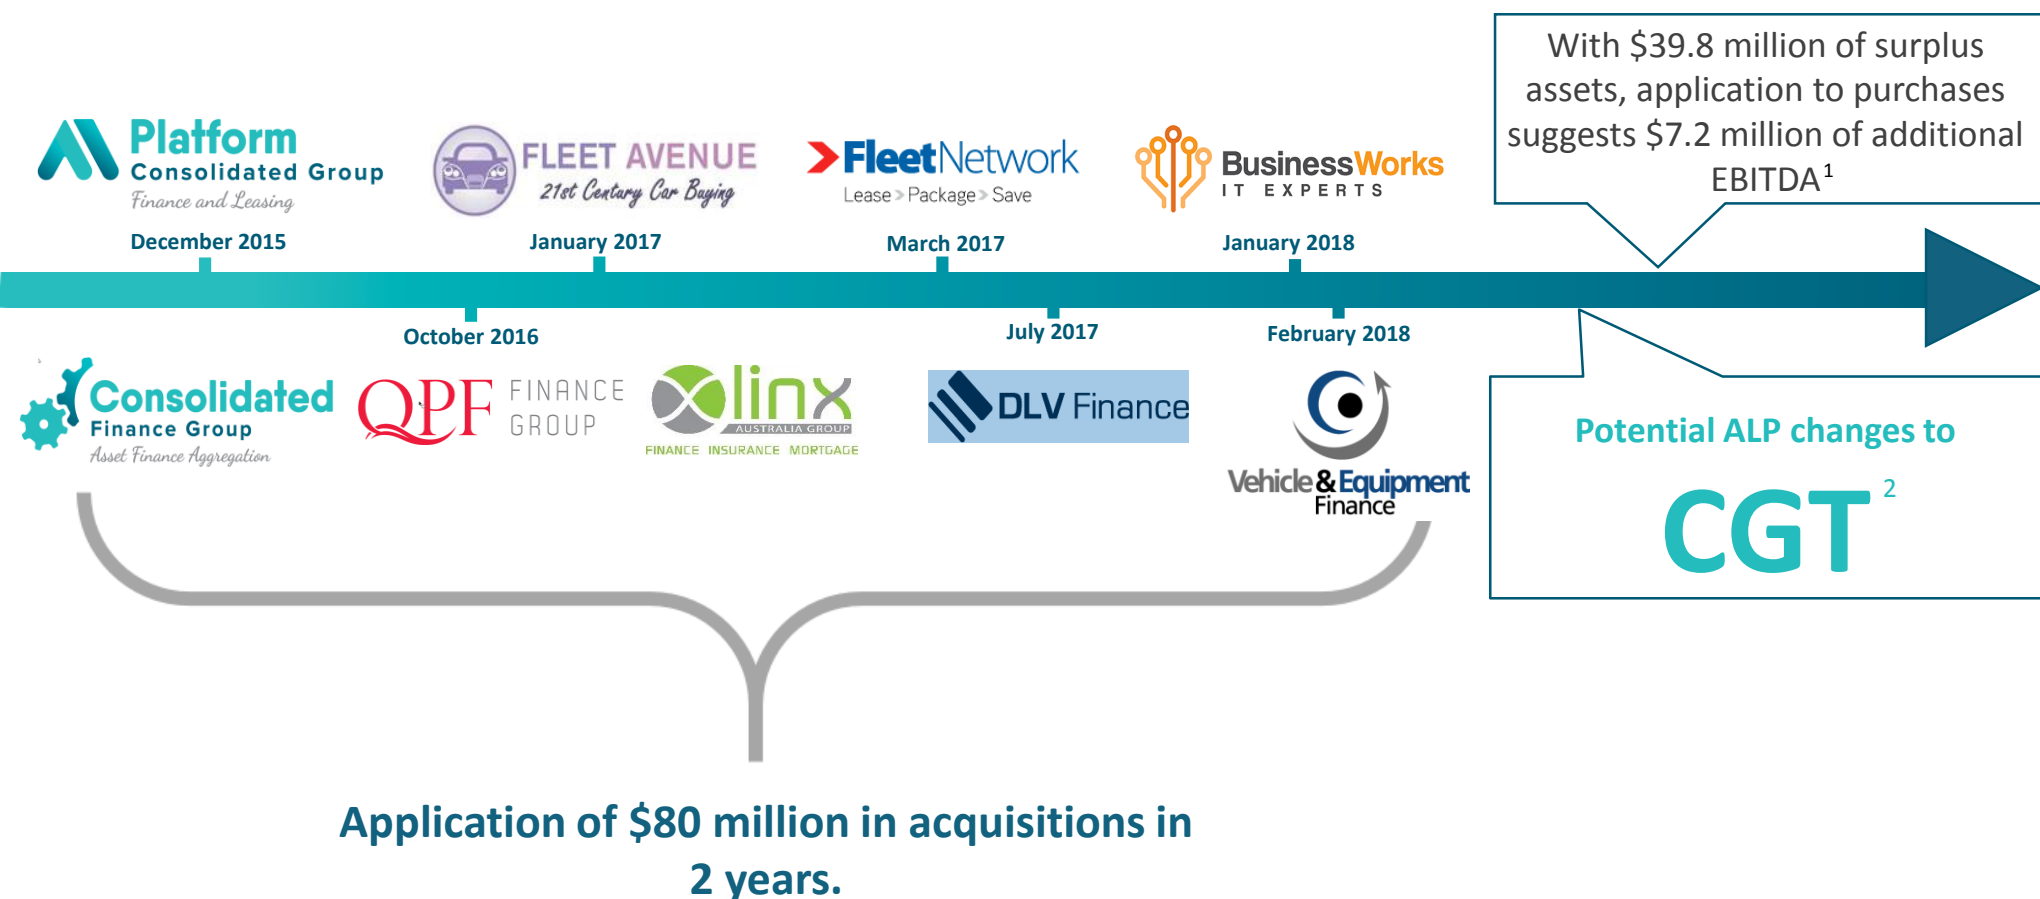 With $39.8 million of surplus
assets, application to purchases
suggests $7.2 million of additional
EBITDA¹
Platform
Consolidated Group
Finance and Leasing
FLEET AVENUE
21st Century Car Buying
FleetNetwork
Lease > Package > Save
BusinessWorks
IT EXPERTS
December 2015
January 2017
March 2017
January 2018
October 2016
July 2017
February 2018
Consolidated
Finance Group
Asset Finance Aggregation
QPF FINANCE
GROUP
linx
AUSTRALIA GROUP
FINANCE INSURANCE MORTGAGE
DLV Finance
Vehicle & Equipment
Finance
Potential ALP changes to
CGT ²
Application of $80 million in acquisitions in
2 years.